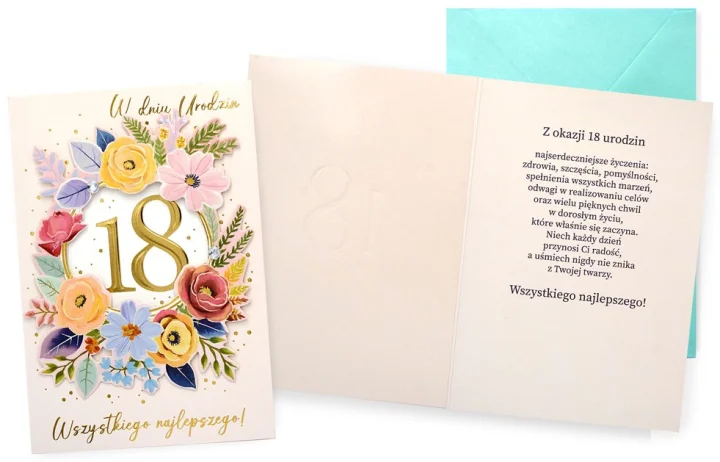 W dniu Urodzin
18
Wszystkiego najlepszego!
Z okazji 18 urodzin
najserdeczniejsze życzenia:
zdrowia, szczęścia, pomyślności,
spełnienia wszystkich marzeń,
odwagi w realizowaniu celów
oraz wielu pięknych chwil
w dorosłym życiu,
które właśnie się zaczyna.
Niech każdy dzień
przynosi Ci radość,
a uśmiech nigdy nie znika
z Twojej twarzy.
Wszystkiego najlepszego!